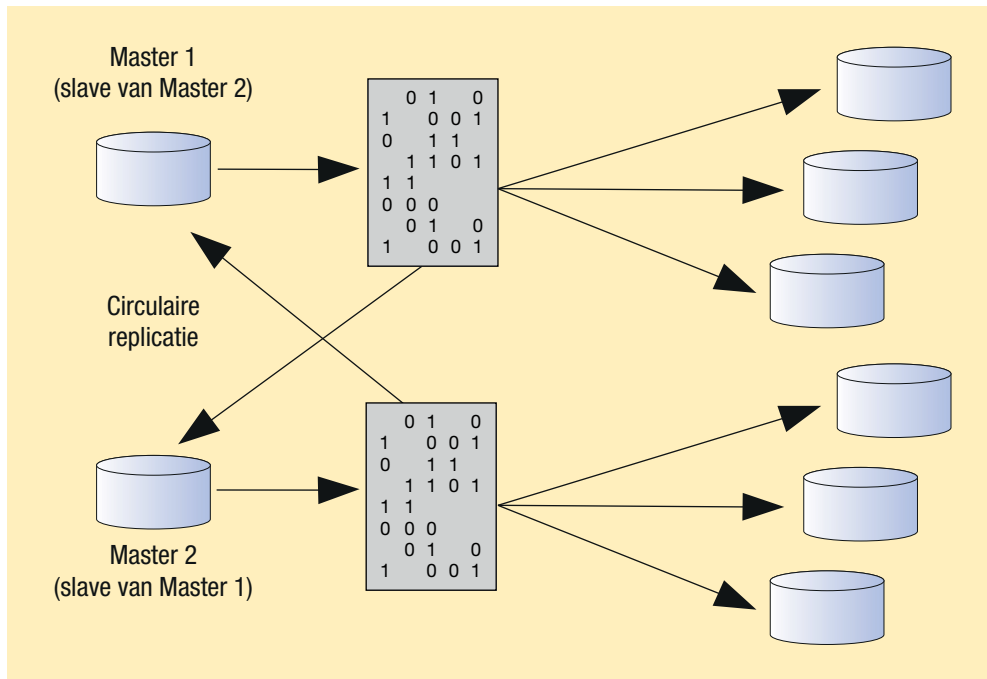 Master 1
(slave van Master 2)
0 1 0
1 0 0 1
0 1 1
1 1 0 1
1 1
0 0 0
0 1 0
1 0 0 1
Circulaire
replicatie
0 1 0
1 0 0 1
0 1 1
1 1 0 1
1 1
0 0 0
0 1 0
1 0 0 1
Master 2
(slave van Master 1)